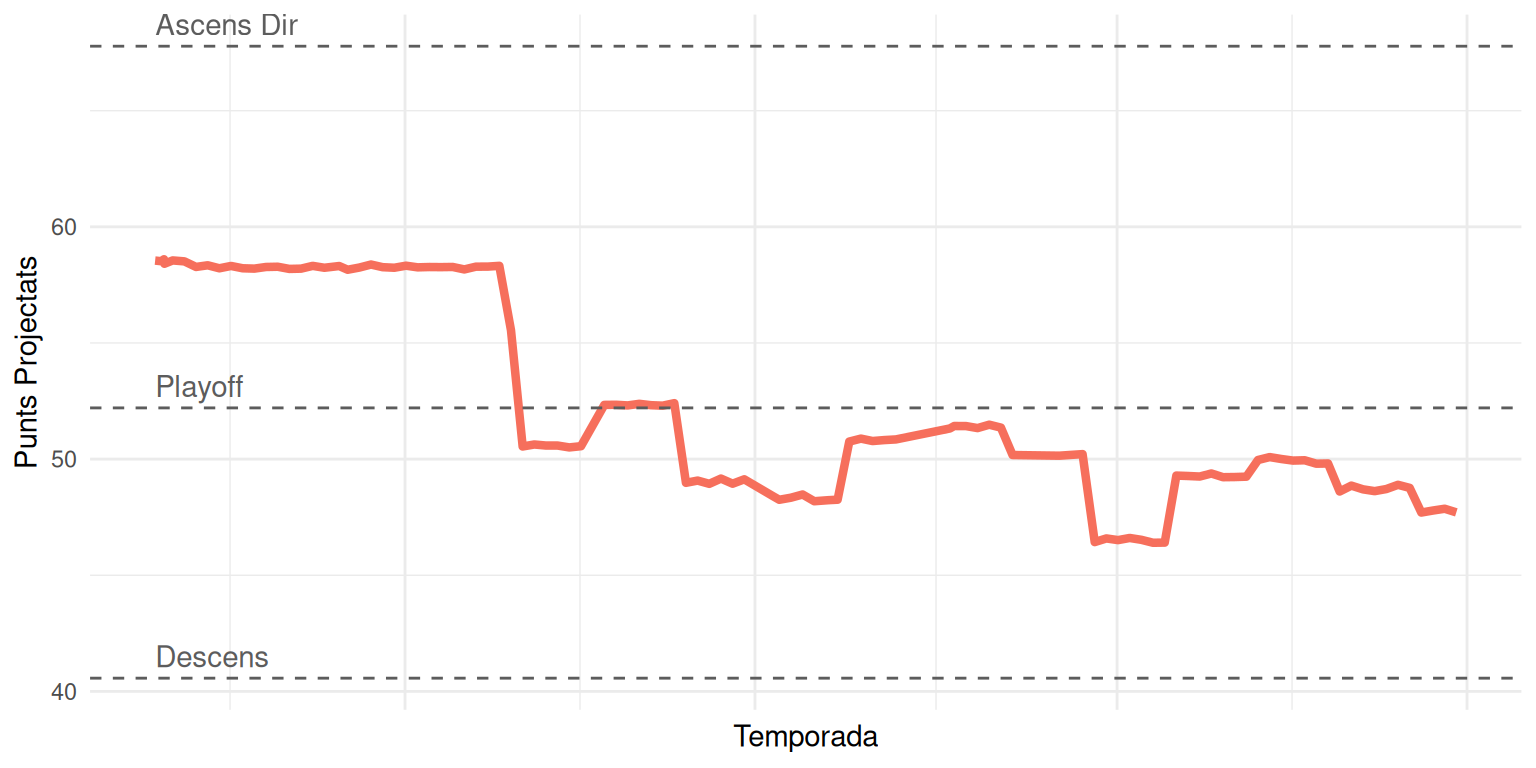 Ascens Dir
60
Playoff
50
Descens
40
Punts Projectats
Temporada